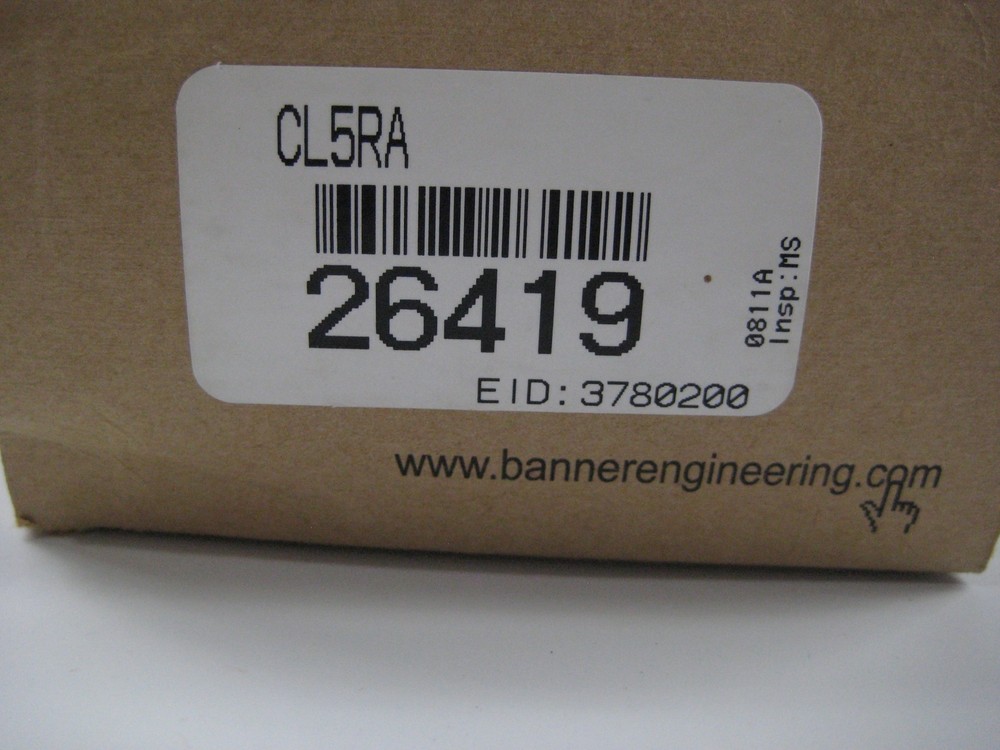 CL5RA
26419
0811A
Insp:MS
EID: 3780200
www.bannerengineering.com